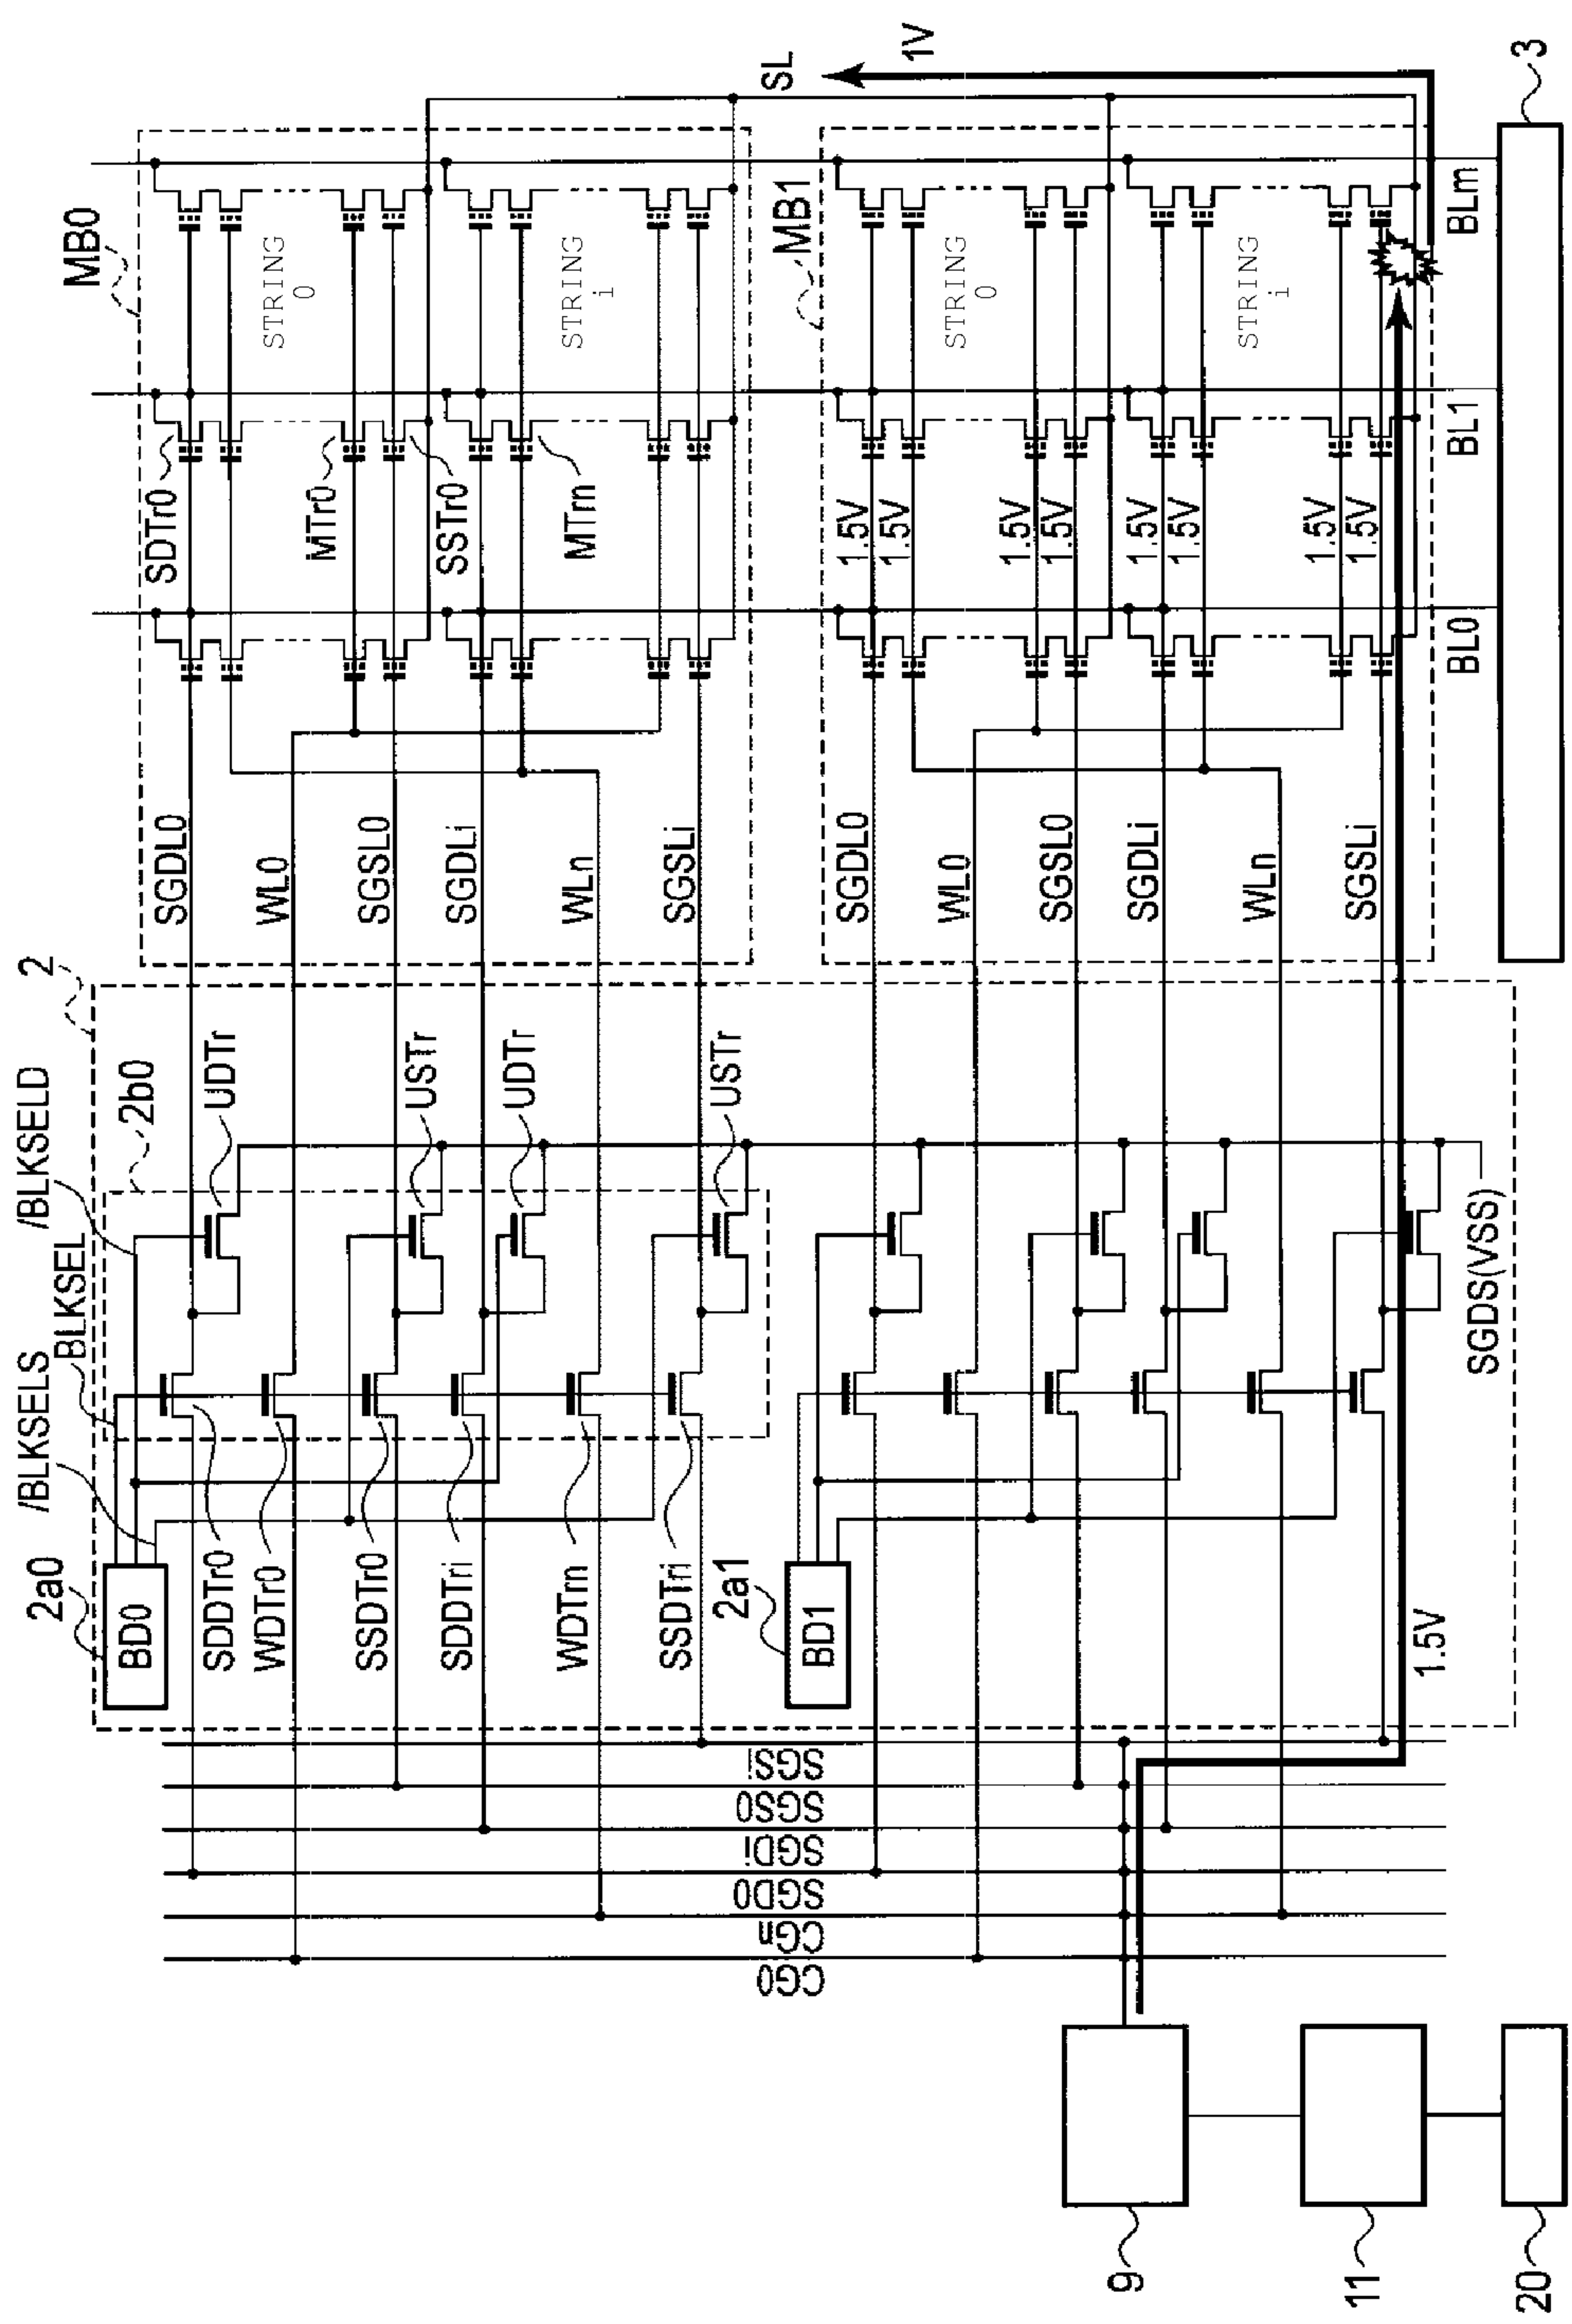 MB0
SL
1V
3
STRING
0
STRING
i
MB1
STRING
0
STRING
i
BLm
SDTr0
MTr0
SSTr0
MTrn
1.5V
1.5V
1.5V
1.5V
1.5V
1.5V
1.5V
1.5V
BL1
BL0
SGDL0
WL0
SGSL0
SGDLi
WLn
SGSLi
SGDL0
WL0
SGSL0
SGDLi
WLn
SGSLi
2
2b0
UDTr
USTr
UDTr
USTr
/BLKSELD
BLKSEL
/BLKSELS
SGDS(VSS)
2a0
BD0
SDDTr0
WDTr0
SSDTr0
SDDTri
WDTrn
SSDTri
2a1
BD1
1.5V
SGSi
SGS0
SGDi
SGD0
CGn
CG0
9
11
20